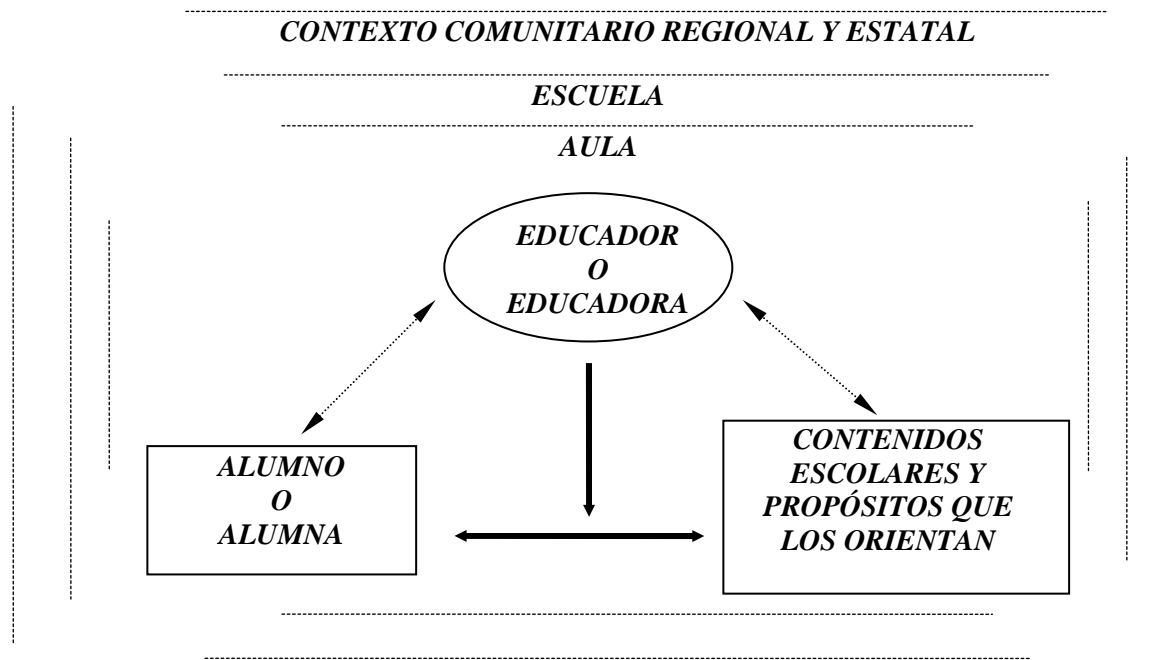 CONTEXTO COMUNITARIO REGIONAL Y ESTATAL
ESCUELA
AULA
EDUCADOR
O
EDUCADORA
ALUMNO
O
ALUMNA
CONTENIDOS
ESCOLARES Y
PROPÓSITOS QUE
LOS ORIENTAN